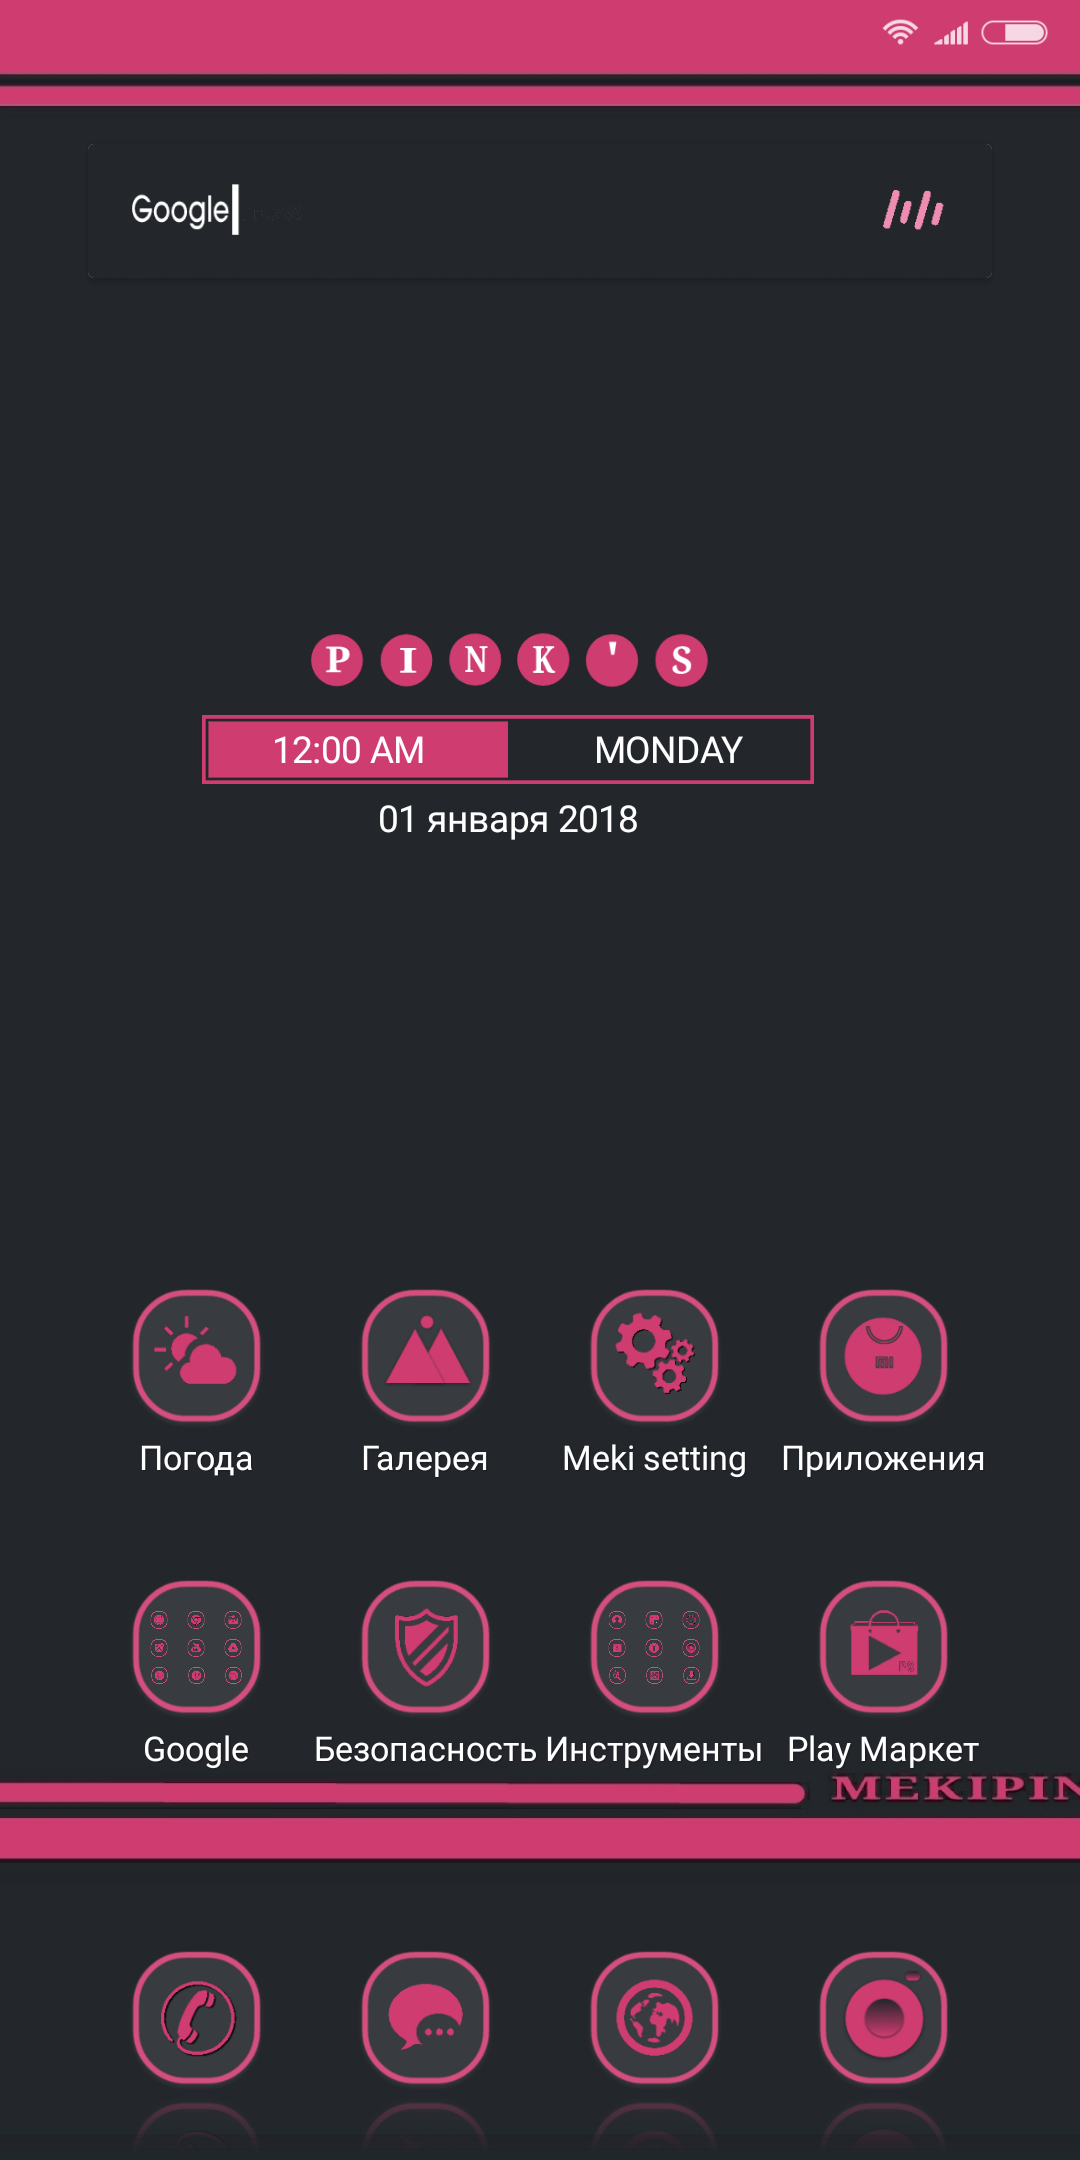 Google
PINK'S
12:00 AM MONDAY
01 января 2018
Погода Галерея Meki setting Приложения
Google Безопасность Инструменты Play Маркет
MEKIPIN